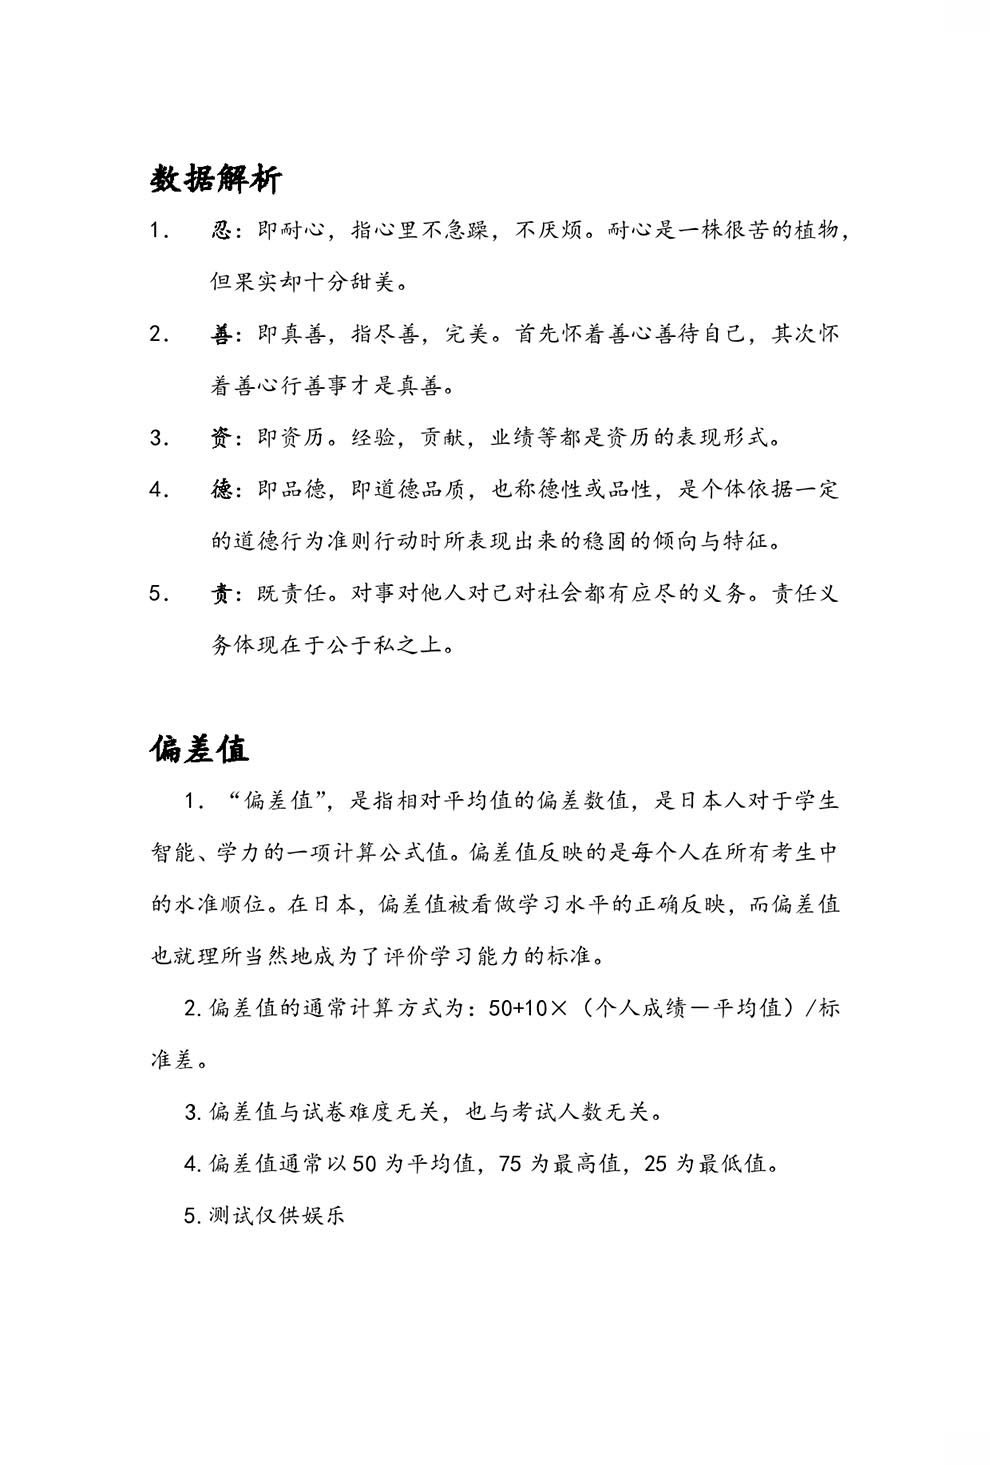 数据解析
1. 忍：即耐心，指心里不急躁，不厌烦。耐心是一株很苦的植物，
但果实却十分甜美。
2. 善：即真善，指尽善，完美。首先怀着善心善待自己，其次怀
着善心行善事才是真善。
3. 资：即资历。经验，贡献，业绩等都是资历的表现形式。
4. 德：即品德，即道德品质，也称德性或品性，是个体依据一定
的道德行为准则行动时所表现出来的稳固的倾向与特征。
5. 责：既责任。对事对他人对己对社会都有应尽的义务。责任义
务体现在于公于私之上。
偏差值
1. “偏差值”，是指相对平均值的偏差数值，是日本人对于学生
智能、学力的一项计算公式值。偏差值反映的是每个人在所有考生中
的水准顺位。在日本，偏差值被看做学习水平的正确反映，而偏差值
也就理所当然地成为了评价学习能力的标准。
2.偏差值的通常计算方式为：50+10×（个人成绩－平均值）/标
准差。
3.偏差值与试卷难度无关，也与考试人数无关。
4.偏差值通常以50为平均值，75为最高值，25为最低值。
5.测试仅供娱乐